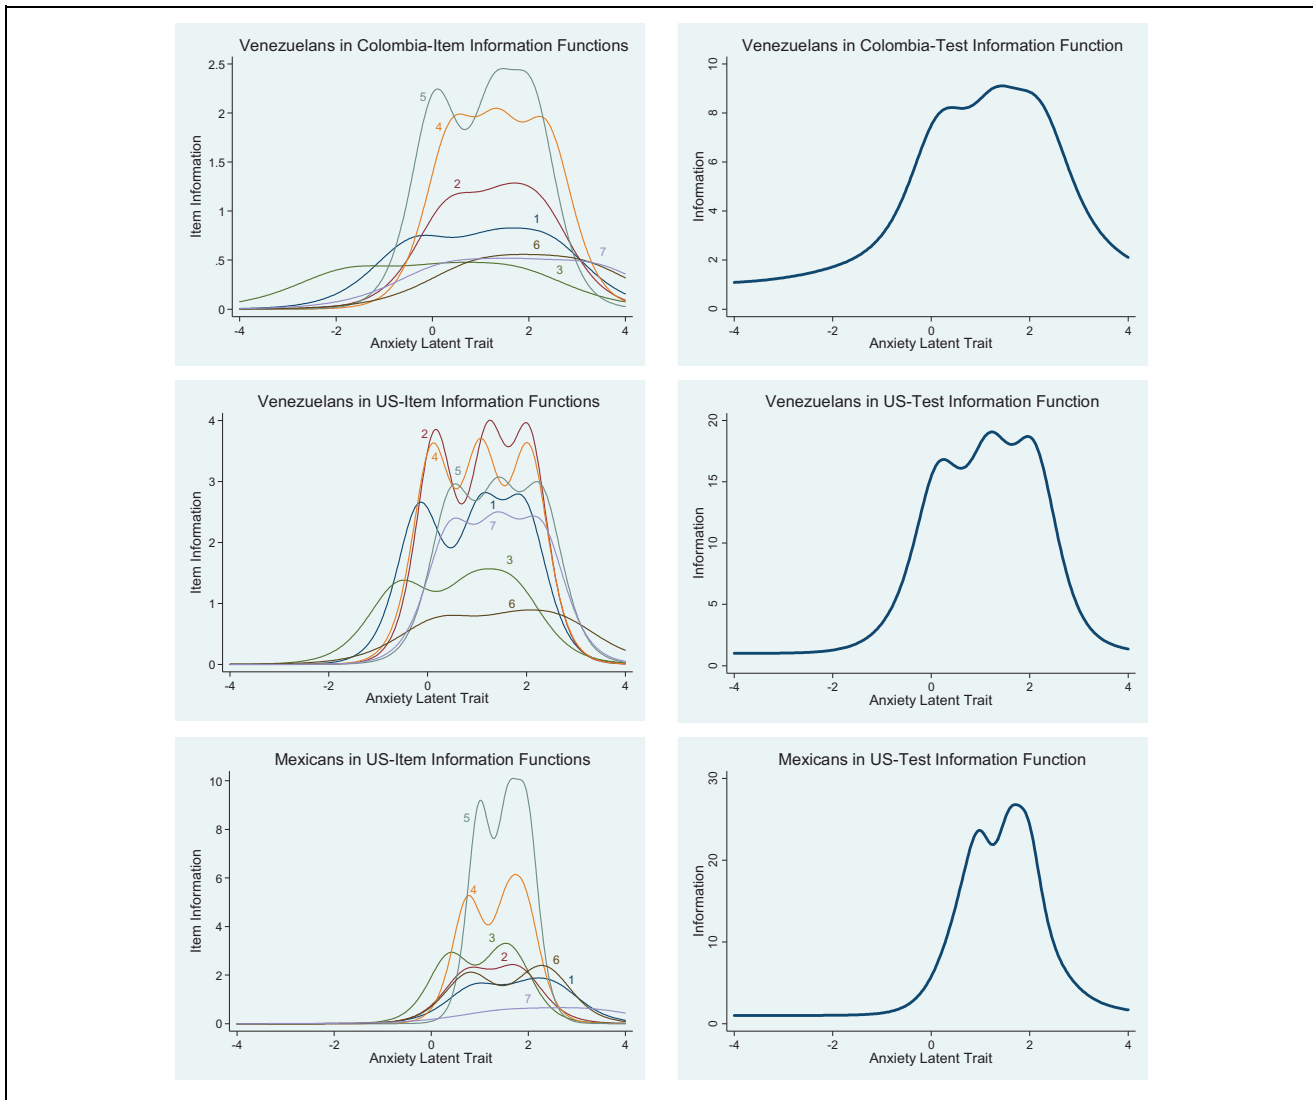 Venezuelans in Colombia-Item Information Functions
2.5
2
1.5
1
.5
0
Item Information
5
4
2
1
6
7
3
-4 -2 0 2 4
Anxiety Latent Trait
Venezuelans in Colombia-Test Information Function
10
8
6
4
2
0
Information
-4 -2 0 2 4
Anxiety Latent Trait
Venezuelans in US-Item Information Functions
4
3
2
1
0
Item Information
2
4
5
1
7
3
6
-4 -2 0 2 4
Anxiety Latent Trait
Venezuelans in US-Test Information Function
20
15
10
5
0
Information
-4 -2 0 2 4
Anxiety Latent Trait
Mexicans in US-Item Information Functions
10
8
6
4
2
0
Item Information
5
4
3
2
6
1
7
-4 -2 0 2 4
Anxiety Latent Trait
Mexicans in US-Test Information Function
30
20
10
0
Information
-4 -2 0 2 4
Anxiety Latent Trait